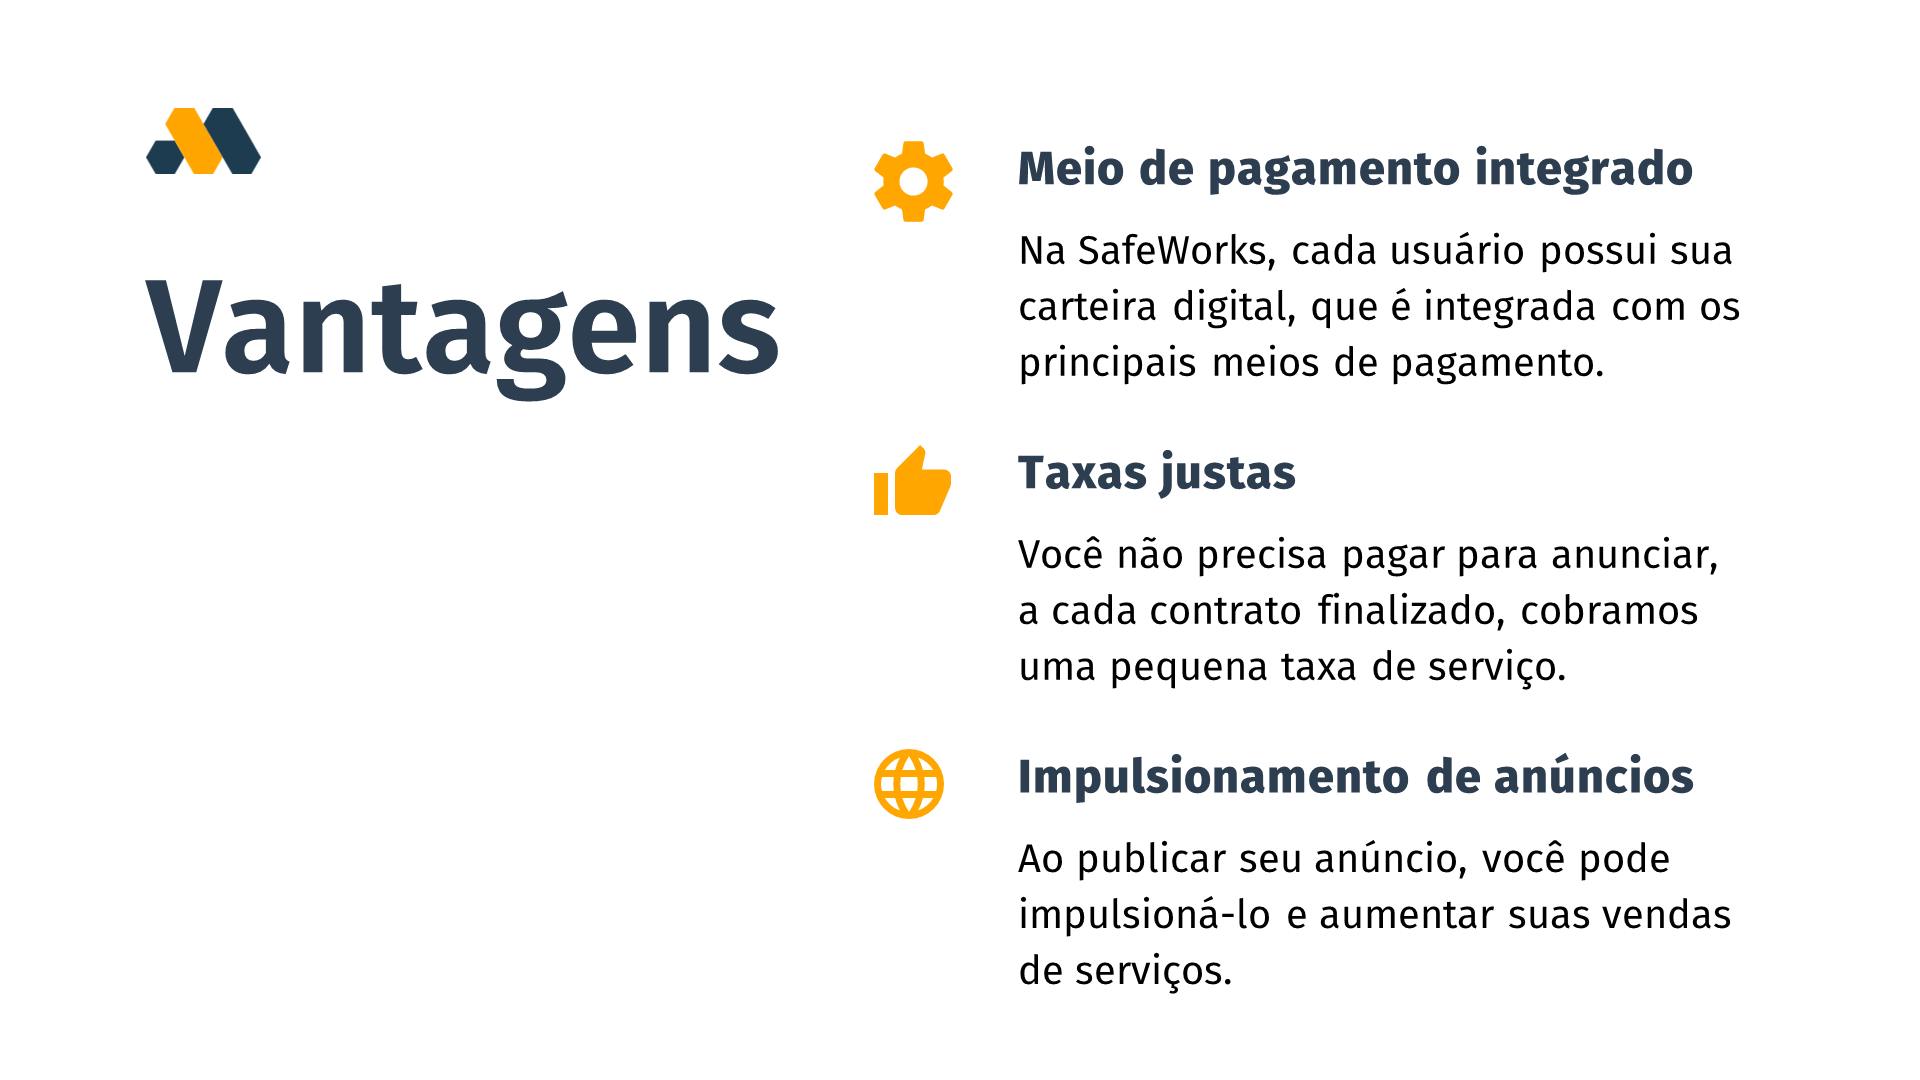 Vantagens
Meio de pagamento integrado
Na SafeWorks, cada usuário possui sua
carteira digital, que é integrada com os
principais meios de pagamento.
Taxas justas
Você não precisa pagar para anunciar,
a cada contrato finalizado, cobramos
uma pequena taxa de serviço.
Impulsionamento de anúncios
Ao publicar seu anúncio, você pode
impulsioná-lo e aumentar suas vendas
de serviços.